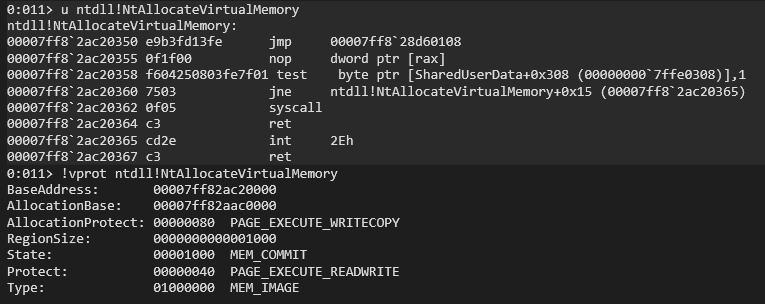 0:011> u ntdll!NtAllocateVirtualMemory
ntdll!NtAllocateVirtualMemory:
00007ff8`2ac20350 e9b3fd13fe      jmp     00007ff8`28d60108
00007ff8`2ac20355 0f1f00          nop     dword ptr [rax]
00007ff8`2ac20358 f604250803fe7f01 test    byte ptr [SharedUserData+0x308 (00000000`7ffe0308)],1
00007ff8`2ac20360 7503            jne     ntdll!NtAllocateVirtualMemory+0x15 (00007ff8`2ac20365)
00007ff8`2ac20362 0f05            syscall
00007ff8`2ac20364 c3              ret
00007ff8`2ac20365 cd2e            int     2Eh
00007ff8`2ac20367 c3              ret
0:011> !vprot ntdll!NtAllocateVirtualMemory
BaseAddress:       00007ff82ac20000
AllocationBase:    00007ff82aac0000
AllocationProtect: 00000080  PAGE_EXECUTE_WRITECOPY
RegionSize:        0000000000001000
State:             00001000  MEM_COMMIT
Protect:           00000040  PAGE_EXECUTE_READWRITE
Type:              01000000  MEM_IMAGE